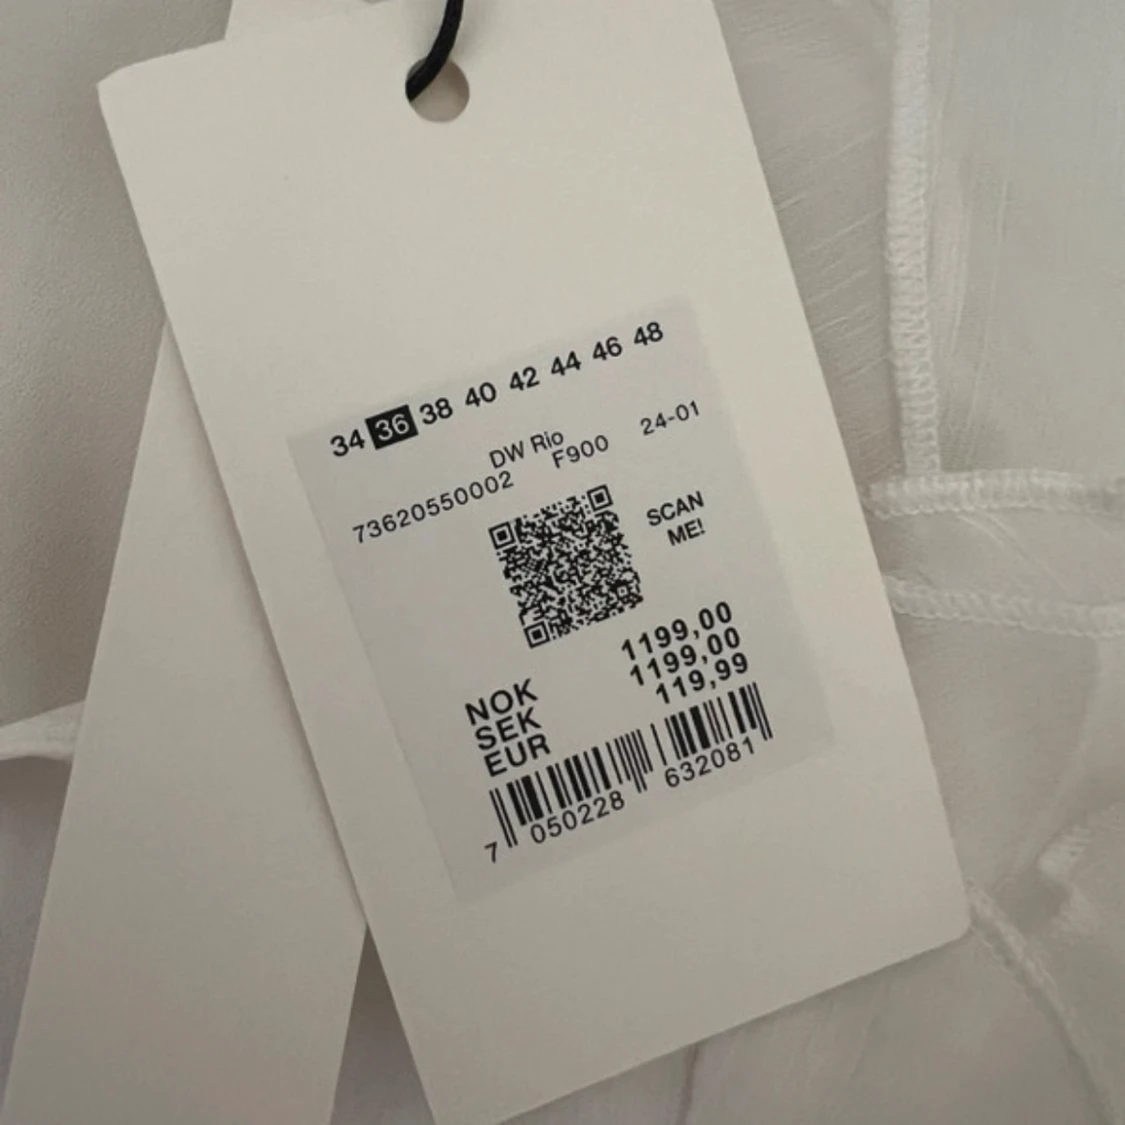 34 36 38 40 42 44 46 48
DW Rio
73620550002 F900 24-01
SCAN
ME!
NOK 1199,00
SEK 1199,00
EUR 119,99
7 050228 632081